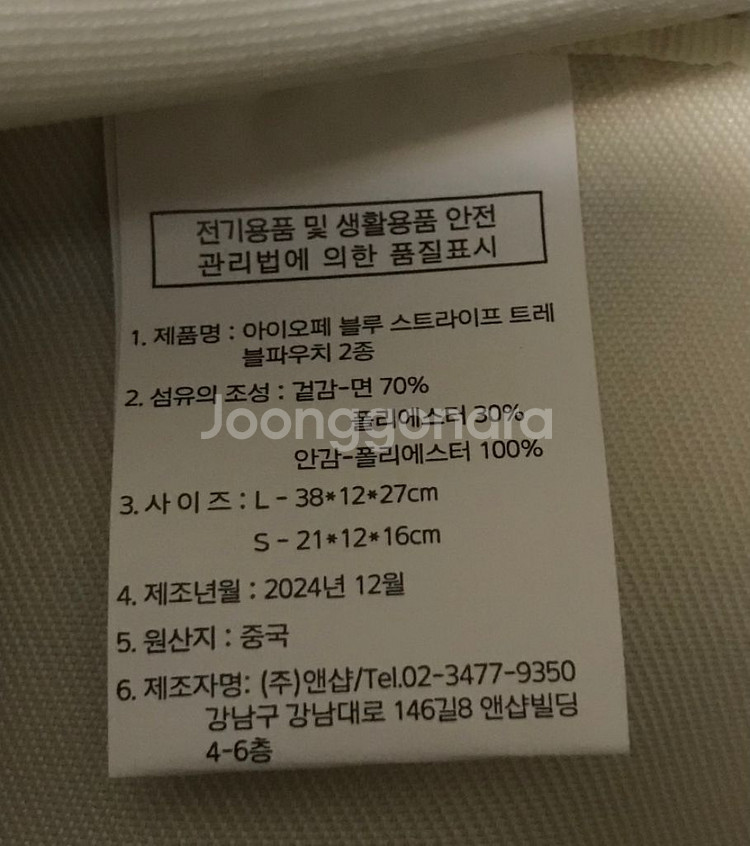 전기용품 및 생활용품 안전
관리법에 의한 품질표시
1. 제품명 : 아이오페 블루 스트라이프 트레
블파우치 2종
2. 섬유의 조성 : 겉감-면 70%
폴리에스터 30%
Joonggonara
안감-폴리에스터 100%
3. 사 이 즈 : L - 38*12*27cm
S - 21*12*16cm
4. 제조년월 : 2024년 12월
5. 원산지 : 중국
6. 제조자명: (주)앤샵/Tel.02-3477-9350
강남구 강남대로 146길8 앤샵빌딩
4-6층